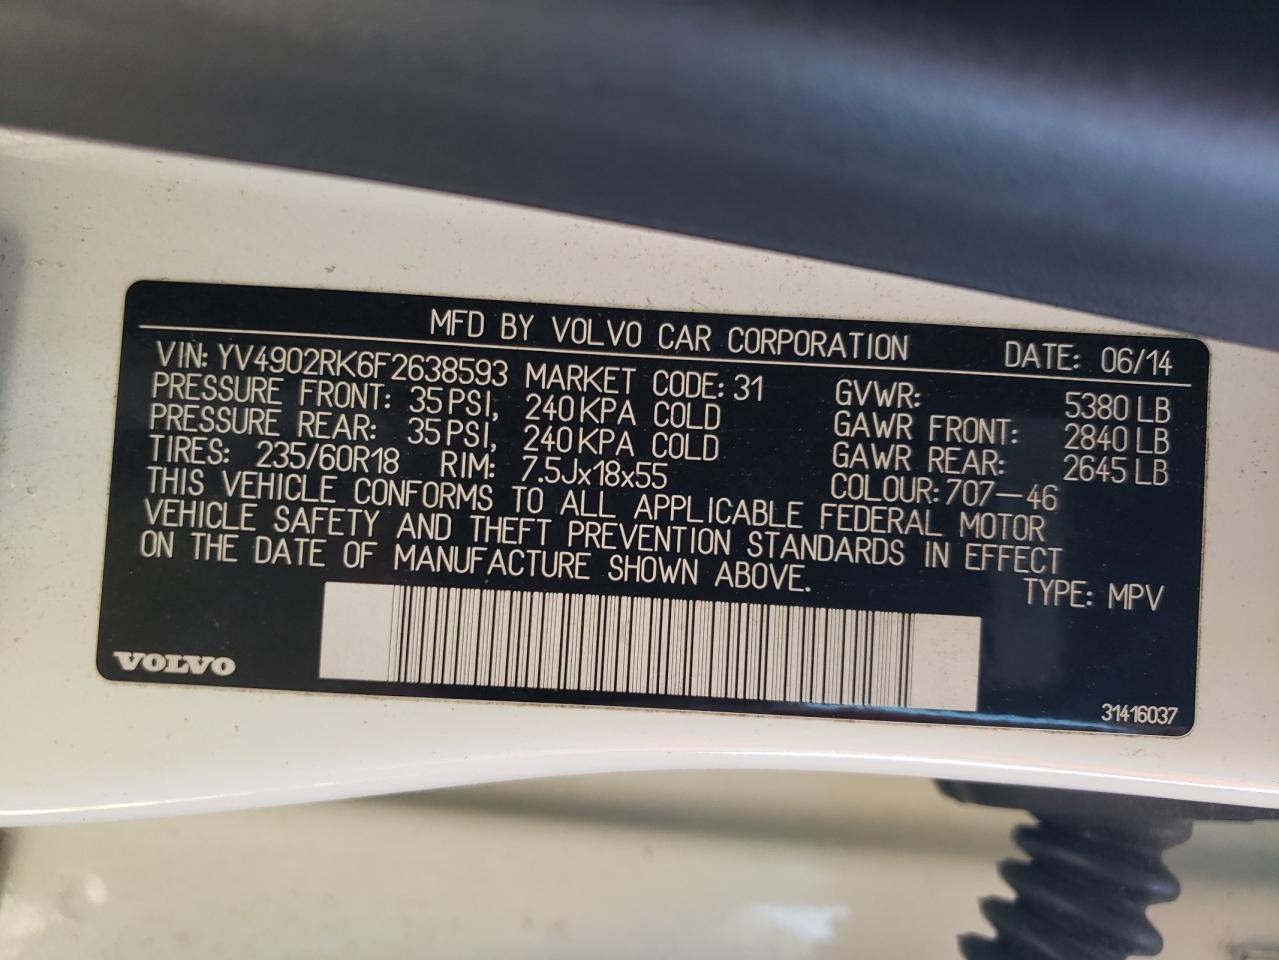 MFD BY VOLVO CAR CORPORATION DATE: 06/14
VIN: YV4902RK6F2638593 MARKET CODE: 31 GVWR: 5380 LB
PRESSURE FRONT: 35 PSI, 240 KPA COLD GAWR FRONT: 2840 LB
PRESSURE REAR: 35 PSI, 240 KPA COLD GAWR REAR: 2645 LB
TIRES: 235/60R18 RIM: 7.5Jx18x55 COLOUR: 707-46
THIS VEHICLE CONFORMS TO ALL APPLICABLE FEDERAL MOTOR
VEHICLE SAFETY AND THEFT PREVENTION STANDARDS IN EFFECT
ON THE DATE OF MANUFACTURE SHOWN ABOVE. TYPE: MPV
VOLVO 31416037